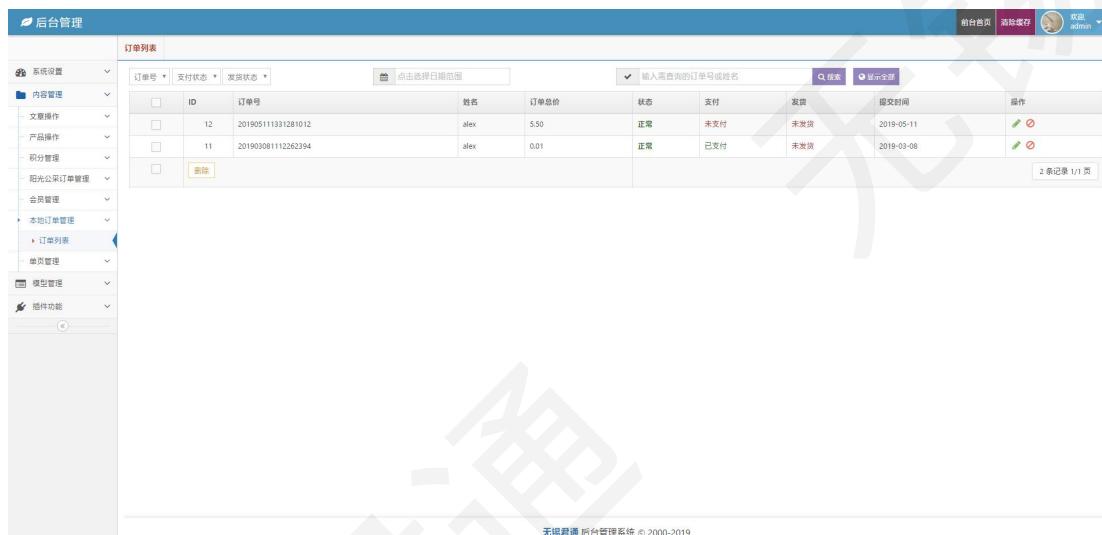 后台管理
前台首页 清除缓存 欢迎, admin
订单列表
系统设置
订单号 支付状态 发货状态 点击选择日期范围 输入需查询的订单号或姓名 搜索 显示全部
内容管理
ID 订单号 姓名 订单总价 状态 支付 发货 提交时间 操作
文章操作
12 201905111331281012 alex 5.50 正常 未支付 未发货 2019-05-11
产品操作
11 201903081112262394 alex 0.01 正常 已支付 未发货 2019-03-08
积分管理
删除 2 条记录 1/1 页
阳光公采订单管理
会员管理
本地订单管理
订单列表
单页管理
模型管理
插件功能
无锡君通 后台管理系统 © 2000-2019